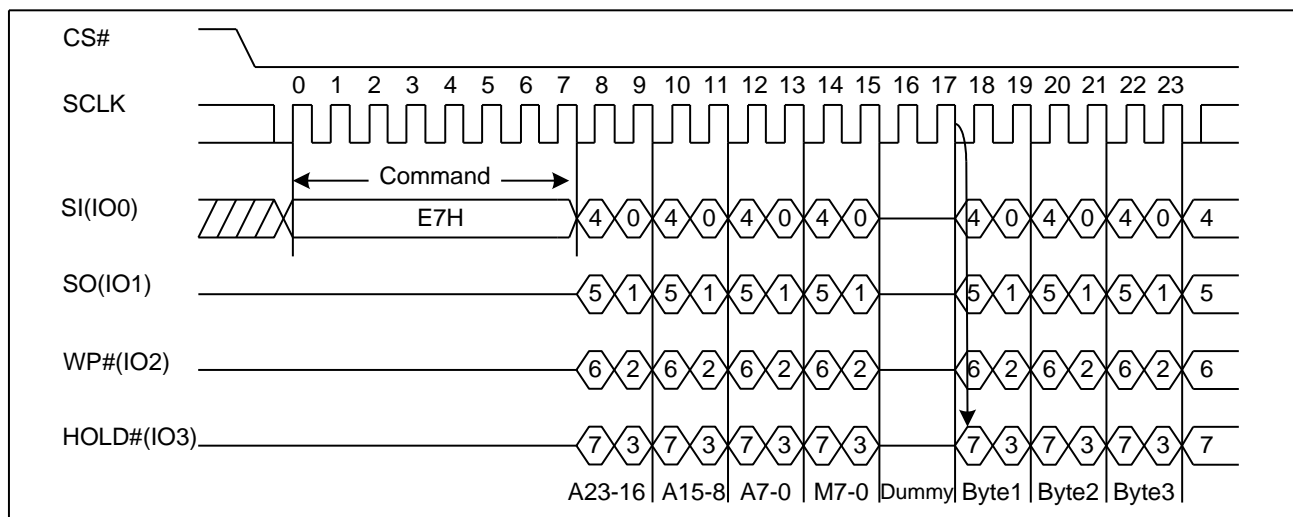 CS#
0 1 2 3 4 5 6 7 8 9 10 11 12 13 14 15 16 17 18 19 20 21 22 23
SCLK
Command
SI(IO0) E7H 4 0 4 0 4 0 4 0 4 0 4 0 4 0 4
SO(IO1) 5 1 5 1 5 1 5 1 5 1 5 1 5 1 5
WP#(IO2) 6 2 6 2 6 2 6 2 6 2 6 2 6 2 6
HOLD#(IO3) 7 3 7 3 7 3 7 3 7 3 7 3 7 3 7
A23-16 A15-8 A7-0 M7-0 Dummy Byte1 Byte2 Byte3